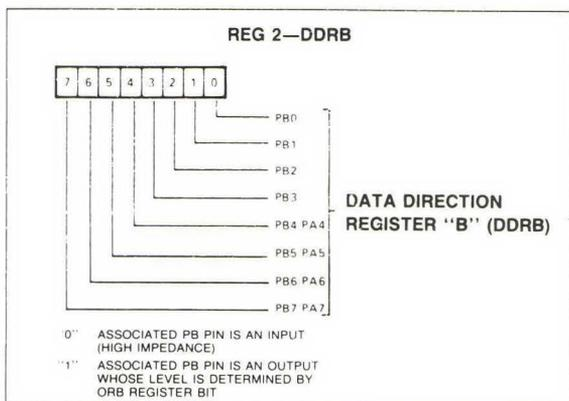 REG 2—DDRB
7 6 5 4 3 2 1 0
PB0
PB1
PB2
PB3
PB4 PA4
PB5 PA5
PB6 PA6
PB7 PA7
DATA DIRECTION
REGISTER "B" (DDRB)
"0" ASSOCIATED PB PIN IS AN INPUT
(HIGH IMPEDANCE)
"1" ASSOCIATED PB PIN IS AN OUTPUT
WHOSE LEVEL IS DETERMINED BY
ORB REGISTER BIT